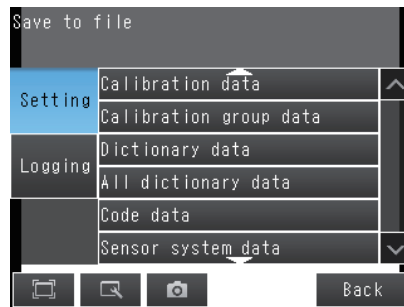 Save to file
Setting
Logging
Calibration data
Calibration group data
Dictionary data
All dictionary data
Code data
Sensor system data
Back